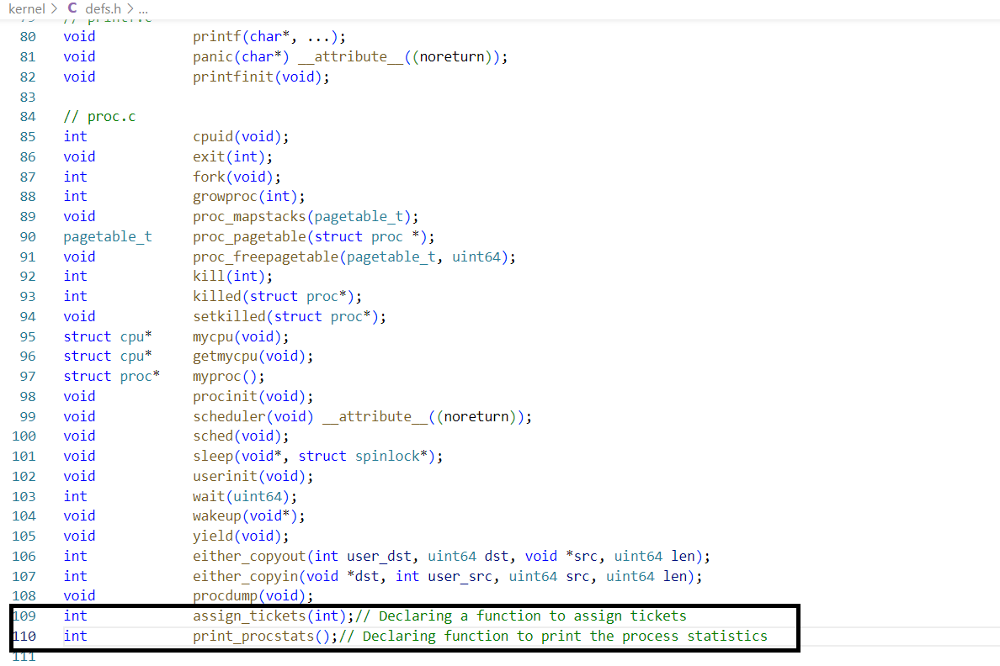 kernel > C defs.h > ...
79 // printf.c
80 void printf(char*, ...);
81 void panic(char*) __attribute__((noreturn));
82 void printfinit(void);
83
84 // proc.c
85 int cpuid(void);
86 void exit(int);
87 int fork(void);
88 int growproc(int);
89 void proc_mapstacks(pagetable_t);
90 pagetable_t proc_pagetable(struct proc *);
91 void proc_freepagetable(pagetable_t, uint64);
92 int kill(int);
93 int killed(struct proc*);
94 void setkilled(struct proc*);
95 struct cpu* mycpu(void);
96 struct cpu* getmycpu(void);
97 struct proc* myproc();
98 void procinit(void);
99 void scheduler(void) __attribute__((noreturn));
100 void sched(void);
101 void sleep(void*, struct spinlock*);
102 void userinit(void);
103 int wait(uint64);
104 void wakeup(void*);
105 void yield(void);
106 int either_copyout(int user_dst, uint64 dst, void *src, uint64 len);
107 int either_copyin(void *dst, int user_src, uint64 src, uint64 len);
108 void procdump(void);
109 int assign_tickets(int);// Declaring a function to assign tickets
110 int print_procstats();// Declaring function to print the process statistics
111